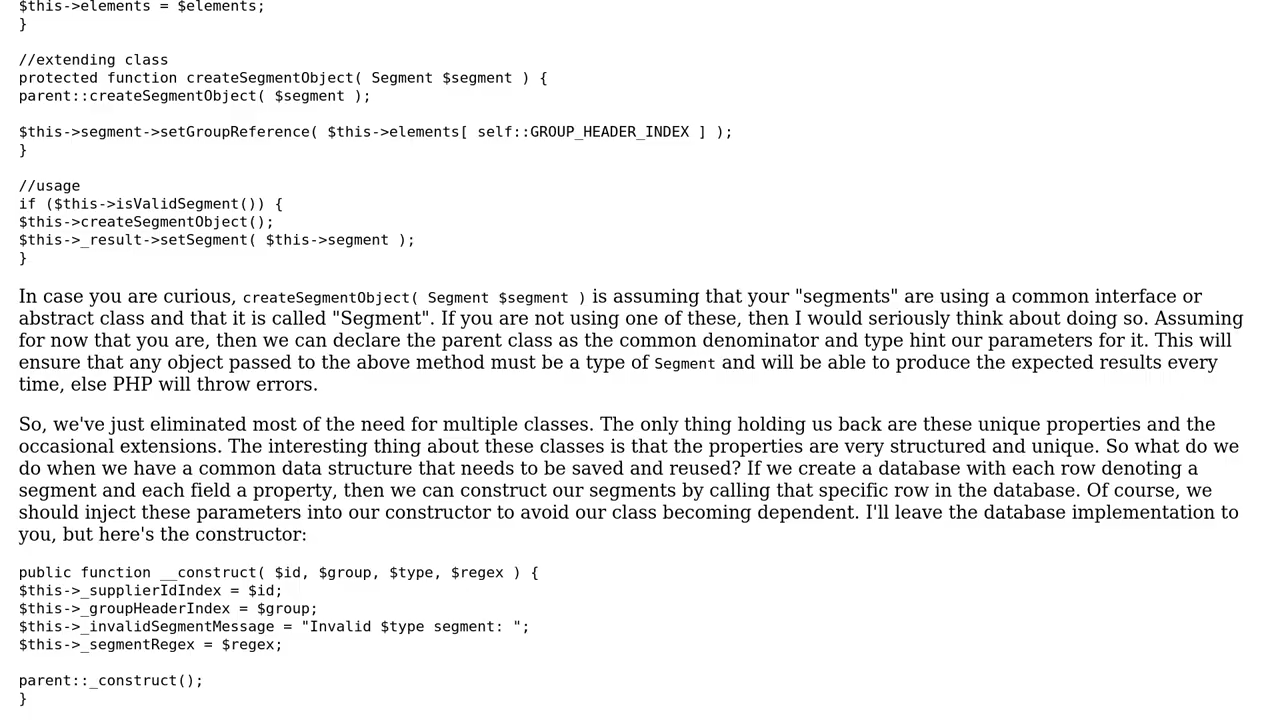 $this->elements = $elements;
}
//extending class
protected function createSegmentObject( Segment $segment ) {
parent::createSegmentObject( $segment );
$this->segment->setGroupReference( $this->elements[ self::GROUP_HEADER_INDEX ] );
}
//usage
if ($this->isValidSegment()) {
$this->createSegmentObject();
$this->_result->setSegment( $this->segment );
}
In case you are curious, createSegmentObject( Segment $segment ) is assuming that your "segments" are using a common interface or
abstract class and that it is called "Segment". If you are not using one of these, then I would seriously think about doing so. Assuming
for now that you are, then we can declare the parent class as the common denominator and type hint our parameters for it. This will
ensure that any object passed to the above method must be a type of Segment and will be able to produce the expected results every
time, else PHP will throw errors.
So, we've just eliminated most of the need for multiple classes. The only thing holding us back are these unique properties and the
occasional extensions. The interesting thing about these classes is that the properties are very structured and unique. So what do we
do when we have a common data structure that needs to be saved and reused? If we create a database with each row denoting a
segment and each field a property, then we can construct our segments by calling that specific row in the database. Of course, we
should inject these parameters into our constructor to avoid our class becoming dependent. I'll leave the database implementation to
you, but here's the constructor:
public function __construct( $id, $group, $type, $regex ) {
$this->_supplierIdIndex = $id;
$this->_groupHeaderIndex = $group;
$this->_invalidSegmentMessage = "Invalid $type segment: ";
$this->_segmentRegex = $regex;
parent::_construct();
}